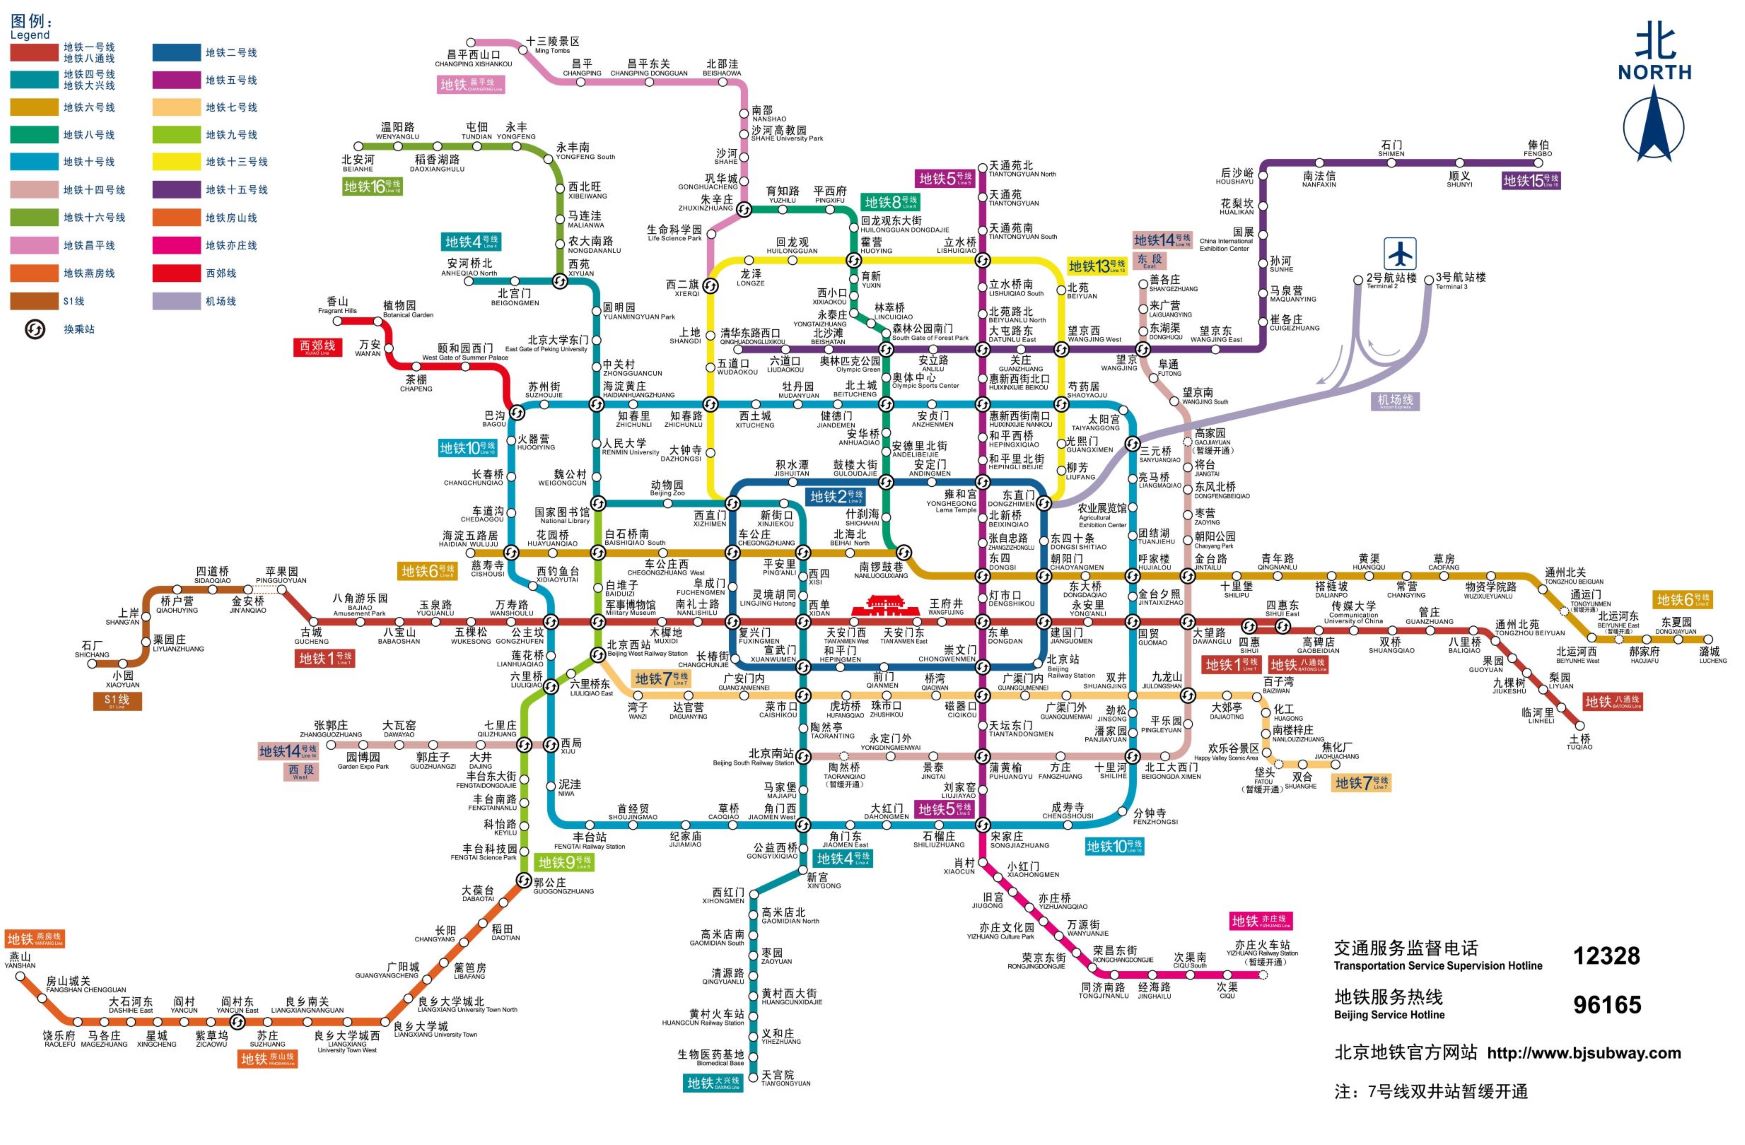 图例：
Legend
地铁一号线
地铁八通线
地铁二号线
地铁四号线
地铁大兴线
地铁五号线
地铁六号线
地铁七号线
地铁八号线
地铁九号线
地铁十号线
地铁十三号线
地铁十四号线
地铁十五号线
地铁十六号线
地铁房山线
地铁昌平线
地铁亦庄线
地铁燕房线
西郊线
S1线
机场线
换乘站
北
NORTH
昌平西山口
CHANGPING XISHANKOU
十三陵景区
Ming Tombs
地铁 昌平线
昌平
CHANGPING
昌平东关
CHANGPING DONGGUAN
北邵洼
BEISHAOWA
南邵
NANSHAO
沙河高教园
SHAHE University Park
沙河
SHAHE
巩华城
GONGHUACHENG
朱辛庄
ZHUXINZHUANG
生命科学园
Life Science Park
西二旗
XI'ERQI
育知路
YUZHILU
平西府
PINGXIFU
地铁8号线
回龙观东大街
HUILONGGUAN DONGDAJIE
霍营
HUOYING
育新
YUXIN
西小口
XIXIAOKOU
永泰庄
YONGTAIZHUANG
林萃桥
LINCUIQIAO
森林公园南门
South Gate of Forest Park
奥林匹克公园
Olympic Green
奥体中心
Olympic Sports Center
北土城
BEITUCHENG
安华桥
ANHUAQIAO
安德里北街
ANDELIBEIJIE
鼓楼大街
GULOUDAJIE
什刹海
SHICHAHAI
南锣鼓巷
NANLUOGUXIANG
北安河
BEIANHE
温阳路
WENYANGLU
稻香湖路
DAOXIANGHULU
屯佃
TUNDIAN
永丰
YONGFENG
永丰南
YONGFENG South
西北旺
XIBEIWANG
马连洼
MALIANWA
农大南路
NONGDANANLU
西苑
XIYUAN
地铁16号线
地铁4号线
安河桥北
ANHEQIAO North
北宫门
BEIGONGMEN
圆明园
YUANMINGYUAN Park
北京大学东门
East Gate of Peking University
中关村
ZHONGGUANCUN
海淀黄庄
HAIDIANHUANGZHUANG
人民大学
RENMIN University
魏公村
WEIGONGCUN
国家图书馆
National Library
动物园
Beijing Zoo
西直门
XIZHIMEN
新街口
XINJIEKOU
平安里
PING'ANLI
西四
XISI
灵境胡同
LINGJING Hutong
西单
XIDAN
宣武门
XUANWUMEN
菜市口
CAISHIKOU
陶然亭
TAORANTING
北京南站
Beijing South Railway Station
马家堡
MAJIAPU
角门西
JIAOMEN West
公益西桥
GONGYIXIQIAO
地铁4号线
新宫
XIN'GONG
西红门
XIHONGMEN
高米店北
GAOMIDIAN North
高米店南
GAOMIDIAN South
枣园
ZAOYUAN
清源路
QINGYUANLU
黄村西大街
HUANGCUNXIDAJIE
黄村火车站
HUANGCUN Railway Station
义和庄
YIHEZHUANG
生物医药基地
Biomedical Base
天宫院
TIAN'GONGYUAN
地铁 大兴线
香山
Fragrant Hills
植物园
Botanical Garden
西郊线
万安
WAN'AN
茶棚
CHAPENG
颐和园西门
West Gate of Summer Palace
巴沟
BAGOU
回龙观
HUILONGGUAN
龙泽
LONGZE
上地
SHANGDI
五道口
WUDAOKOU
知春路
ZHICHUNLU
大钟寺
DAZHONGSI
立水桥
LISHUIQIAO
北苑
BEIYUAN
地铁13号线
望京西
WANGJING West
芍药居
SHAOYAOJU
光熙门
GUANGXIMEN
柳芳
LIUFANG
东直门
DONGZHIMEN
地铁5号线
天通苑北
TIANTONGYUAN North
天通苑
TIANTONGYUAN
天通苑南
TIANTONGYUAN South
立水桥南
LISHUIQIAO South
北苑路北
BEIYUANLU North
大屯路东
DATUNLU East
惠新西街北口
HUIXINXIJIE BEIKOU
惠新西街南口
HUIXINXIJIE NANKOU
和平西桥
HEPINGXIQIAO
和平里北街
HEPINGLI BEIJIE
雍和宫
YONGHEGONG
Lama Temple
北新桥
BEIXINQIAO
张自忠路
ZHANGZIZHONGLU
东四
DONGSI
灯市口
DENGSHIKOU
东单
DONGDAN
崇文门
CHONGWENMEN
磁器口
CIQIKOU
天坛东门
TIANTANDONGMEN
蒲黄榆
PUHUANGYU
刘家窑
LIUJIAYAO
地铁5号线
宋家庄
SONGJIAZHUANG
清华东路西口
QINGHUADONGLUXIKOU
六道口
LIUDAOKOU
北沙滩
BEISHATAN
安立路
ANLILU
关庄
GUANZHUANG
望京
WANGJING
望京东
WANGJING East
崔各庄
CUIGEZHUANG
马泉营
MAQUANYING
孙河
SUNHE
国展
China International
Exhibition Center
花梨坎
HUALIKAN
后沙峪
HOUSHAYU
南法信
NANFAXIN
石门
SHIMEN
顺义
SHUNYI
俸伯
FENGBO
地铁15号线
2号航站楼
Terminal 2
3号航站楼
Terminal 3
机场线
地铁14号线
东段
East
善各庄
SHAN'GEZHUANG
来广营
LAIGUANGYING
东湖渠
DONGHUQU
阜通
FUTONG
望京南
WANGJING South
高家园
GAOJIAYUAN
(暂缓开通)
将台
JIANGTAI
东风北桥
DONGFENGBEIQIAO
枣营
ZAOYING
朝阳公园
Chaoyang Park
金台路
JINTAILU
大望路
DAWANGLU
九龙山
JIULONGSHAN
平乐园
PINGLEYUAN
北工大西门
BEIGONGDA XIMEN
十里河
SHILIHE
方庄
FANGZHUANG
景泰
JINGTAI
永定门外
YONGDINGMENWAI
陶然桥
TAORANQIAO
(暂缓开通)
地铁14号线
西段
West
张郭庄
ZHANGGUOZHUANG
园博园
Garden Expo Park
大瓦窑
DAWAYAO
郭庄子
GUOZHUANGZI
大井
DAJING
七里庄
QILIZHUANG
西局
XIJU
苏州街
SUZHOUJIE
知春里
ZHICHUNLI
西土城
XITUCHENG
牡丹园
MUDANYUAN
健德门
JIANDEMEN
安贞门
ANZHENMEN
太阳宫
TAIYANGGONG
三元桥
SANYUANQIAO
亮马桥
LIANGMAQIAO
农业展览馆
Agricultural
Exhibition Center
团结湖
TUANJIEHU
呼家楼
HUJIALOU
金台夕照
JINTAIXIZHAO
国贸
GUOMAO
双井
SHUANGJING
劲松
JINSONG
潘家园
PANJIAYUAN
分钟寺
FENZHONGSI
成寿寺
CHENGSHOUSI
地铁10号线
石榴庄
SHILIUZHUANG
大红门
DAHONGMEN
角门东
JIAOMEN East
草桥
CAOQIAO
纪家庙
JIJIAMIAO
首经贸
SHOUJINGMAO
丰台站
FENGTAI Railway Station
泥洼
NIWA
六里桥
LIULIQIAO
莲花桥
LIANHUAQIAO
公主坟
GONGZHUFEN
西钓鱼台
XIDIAOYUTAI
慈寿寺
CISHOUSI
车道沟
CHEDAOGOU
长春桥
CHANGCHUNQIAO
火器营
HUOQIYING
地铁10号线
积水潭
JISHUITAN
安定门
ANDINGMEN
地铁2号线
东四十条
DONGSI SHITIAO
朝阳门
CHAOYANGMEN
建国门
JIANGUOMEN
北京站
Beijing
Railway Station
前门
QIANMEN
和平门
HEPINGMEN
长椿街
CHANGCHUNJIE
复兴门
FUXINGMEN
阜成门
FUCHENGMEN
车公庄
CHEGONGZHUANG
地铁6号线
海淀五路居
HAIDIAN WULUJU
花园桥
HUAYUANQIAO
白石桥南
BAISHIQIAO South
车公庄西
CHEGONGZHUANG West
北海北
BEIHAI North
东大桥
DONGDAQIAO
十里堡
SHILIPU
青年路
QINGNIANLU
褡裢坡
DALIANPO
黄渠
HUANGQU
常营
CHANGYING
草房
CAOFANG
物资学院路
WUZIXUEYUANLU
通州北关
TONGZHOU BEIGUAN
通运门
TONGYUNMEN
(暂缓开通)
北运河西
BEIYUNHE West
北运河东
BEIYUNHE East
(暂缓开通)
郝家府
HAOJIAFU
东夏园
DONGXIAYUAN
潞城
LUCHENG
地铁6号线
石厂
SHICHANG
小园
XIAOYUAN
栗园庄
LIYUANZHUANG
上岸
SHANG'AN
桥户营
QIAOHUYING
四道桥
SIDAOQIAO
金安桥
JIN'ANQIAO
S1线
苹果园
PINGGUOYUAN
古城
GUCHENG
地铁1号线
八角游乐园
BAJIAO
Amusement Park
八宝山
BABAOSHAN
玉泉路
YUQUANLU
五棵松
WUKESONG
万寿路
WANSHOULU
军事博物馆
Military Museum
木樨地
MUXIDI
南礼士路
NANLISHILU
天安门西
TIAN'ANMEN West
天安门东
TIAN'ANMEN East
王府井
WANGFUJING
永安里
YONG'ANLI
四惠
SIHUI
四惠东
SIHUI East
地铁1号线
地铁 八通线
高碑店
GAOBEIDIAN
传媒大学
Communication
University of China
双桥
SHUANGQIAO
管庄
GUANZHUANG
八里桥
BALIQIAO
通州北苑
TONGZHOU BEIYUAN
果园
GUOYUAN
九棵树
JIUKESHU
梨园
LIYUAN
临河里
LINHELI
土桥
TUQIAO
地铁 八通线
北京西站
Beijing West Railway Station
地铁7号线
湾子
WANZI
达官营
DAGUANYING
广安门内
GUANG'ANMENNEI
虎坊桥
HUFANGQIAO
珠市口
ZHUSHIKOU
桥湾
QIAOWAN
广渠门内
GUANGQUMENNEI
广渠门外
GUANGQUMENWAI
大郊亭
DAJIAOTING
百子湾
BAIZIWAN
化工
HUAGONG
南楼梓庄
NANLOUZIZHUANG
欢乐谷景区
Happy Valley Scenic Area
垡头
FATOU
(暂缓开通)
双合
SHUANGHE
焦化厂
JIAOHUACHANG
地铁7号线
白堆子
BAIDUIZI
六里桥东
LIULIQIAO East
丰台东大街
FENGTAIDONGDAJIE
丰台南路
FENGTAINANLU
科怡路
KEYILU
丰台科技园
FENGTAI Science Park
地铁9号线
郭公庄
GUOGONGZHUANG
大葆台
DABAOTAI
稻田
DAOTIAN
长阳
CHANGYANG
篱笆房
LIBAFANG
广阳城
GUANGYANGCHENG
良乡大学城北
LIANGXIANG University Town North
良乡大学城
LIANGXIANG University Town
良乡大学城西
LIANGXIANG
University Town West
良乡南关
LIANGXIANGNANGUAN
苏庄
SUZHUANG
地铁 房山线
阎村东
YANCUN East
紫草坞
ZICAOWU
阎村
YANCUN
星城
XINGCHENG
大石河东
DASHIHE East
马各庄
MAGEZHUANG
饶乐府
RAOLEFU
房山城关
FANGSHAN CHENGGUAN
燕山
YANSHAN
地铁 燕房线
肖村
XIAOCUN
小红门
XIAOHONGMEN
旧宫
JIUGONG
亦庄桥
YIZHUANGQIAO
亦庄文化园
YIZHUANG Culture Park
万源街
WANYUANJIE
荣京东街
RONGJINGDONGJIE
荣昌东街
RONGCHANGDONGJIE
同济南路
TONGJINANLU
经海路
JINGHAILU
次渠南
CIQU South
次渠
CIQU
亦庄火车站
YIZHUANG Railway Station
(暂缓开通)
地铁 亦庄线
交通服务监督电话 12328
Transportation Service Supervision Hotline
地铁服务热线 96165
Beijing Service Hotline
北京地铁官方网站 http://www.bjsubway.com
注：7号线双井站暂缓开通